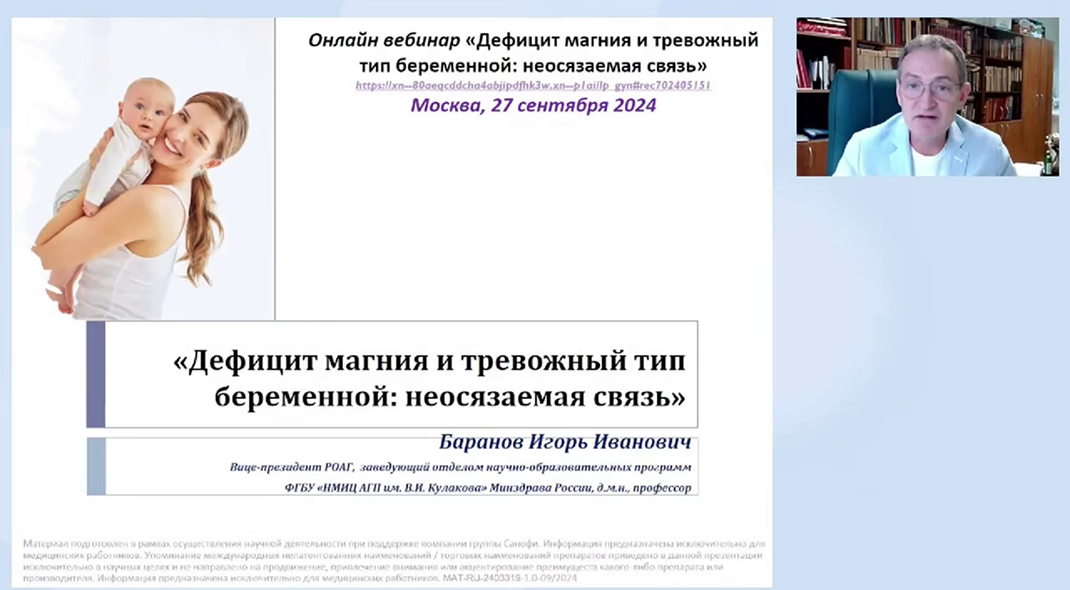 Онлайн вебинар «Дефицит магния и тревожный
тип беременной: неосязаемая связь»
https://xn--80aeqcddcha4abjipdfhk3w.xn--p1ai/lp_gyn#rec702405151
Москва, 27 сентября 2024
«Дефицит магния и тревожный тип
беременной: неосязаемая связь»
Баранов Игорь Иванович
Вице-президент РОАГ, заведующий отделом научно-образовательных программ
ФГБУ «НМИЦ АГП им. В.И. Кулакова» Минздрава России, д.м.н., профессор
Материал подготовлен в рамках осуществления научной деятельности при поддержке компании группы Санофи. Информация предназначена исключительно для
медицинских работников. Упоминание международных непатентованных наименований / торговых наименований препаратов приведено в данной презентации
исключительно в научных целях и не направлено на продвижение, привлечение внимания или акцентирование преимуществ какого-либо препарата или
производителя. Информация предназначена исключительно для медицинских работников. MAT-RU-2403319-1.0-09/2024